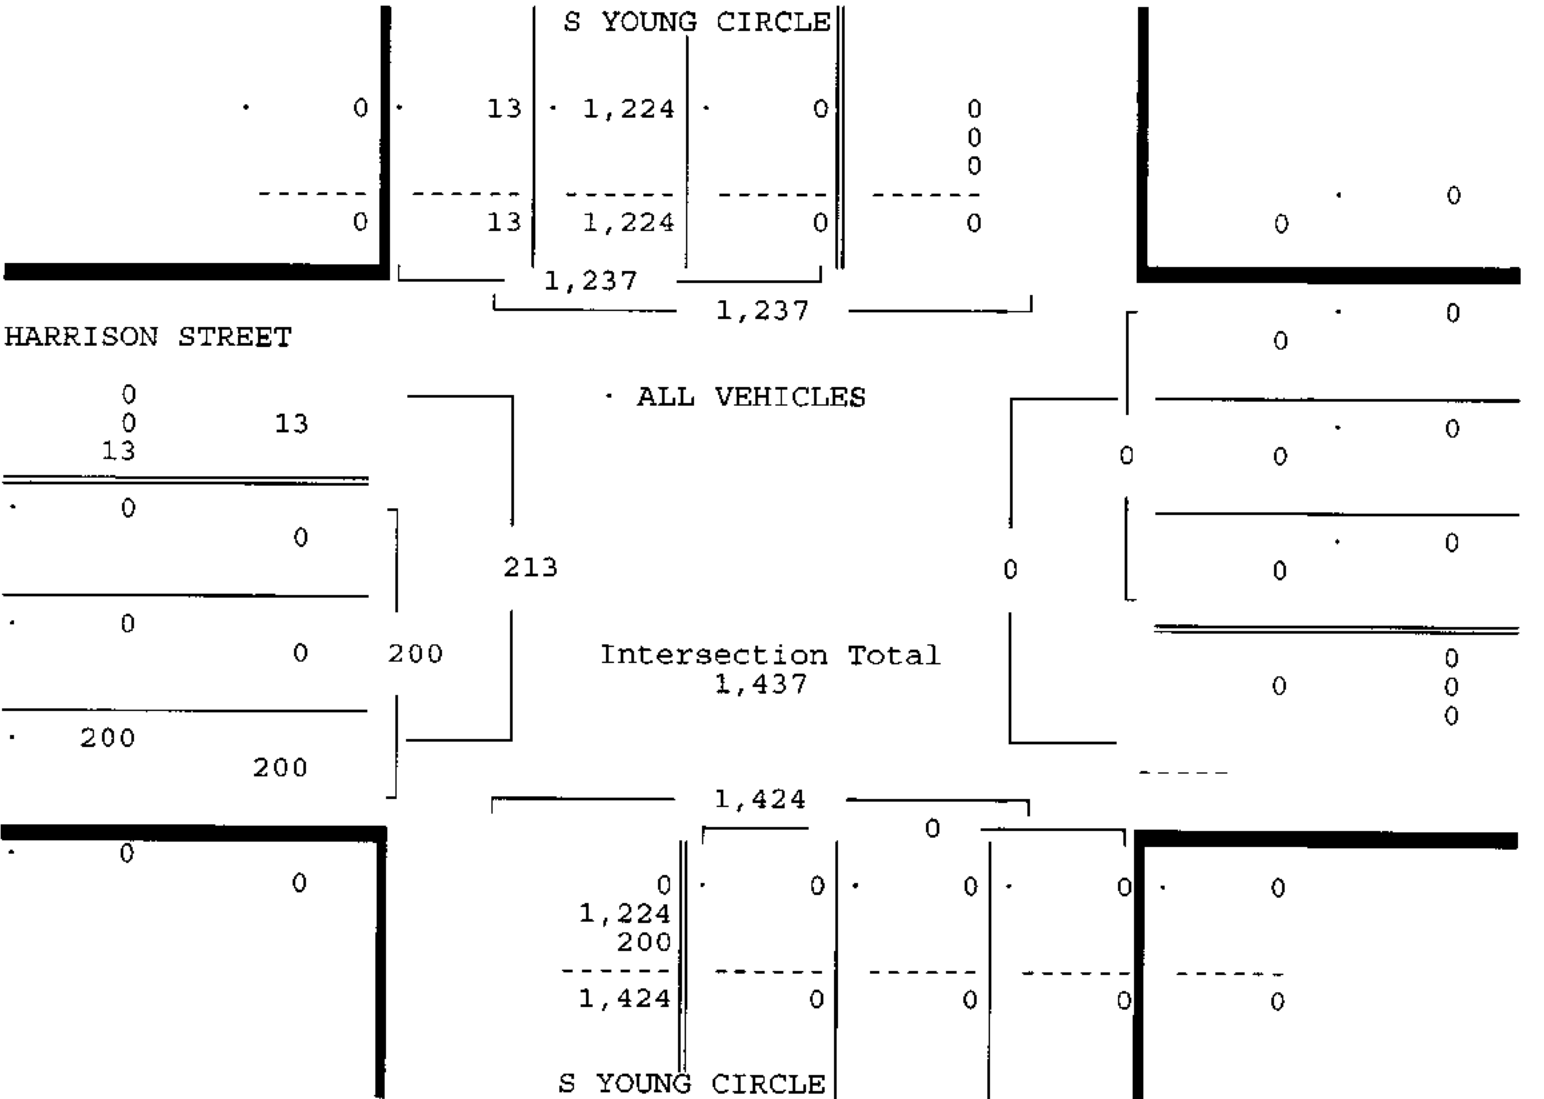 S YOUNG CIRCLE
· 0 · 13 · 1,224 · 0 0
0
0
------ ------ ------ ------ ------
· 0
0 13 1,224 0 0 0
1,237
1,237 · 0
HARRISON STREET 0
0 · ALL VEHICLES
0 13 · 0
13 0 0
· 0
0 · 0
213 0 0
· 0
0 200 Intersection Total 0
1,437 0 0
0
· 200
200 -----
1,424
0
· 0
0 0 · 0 · 0 · 0 · 0
1,224
200
------ ------ ------ ------ ------
1,424 0 0 0 0
S YOUNG CIRCLE